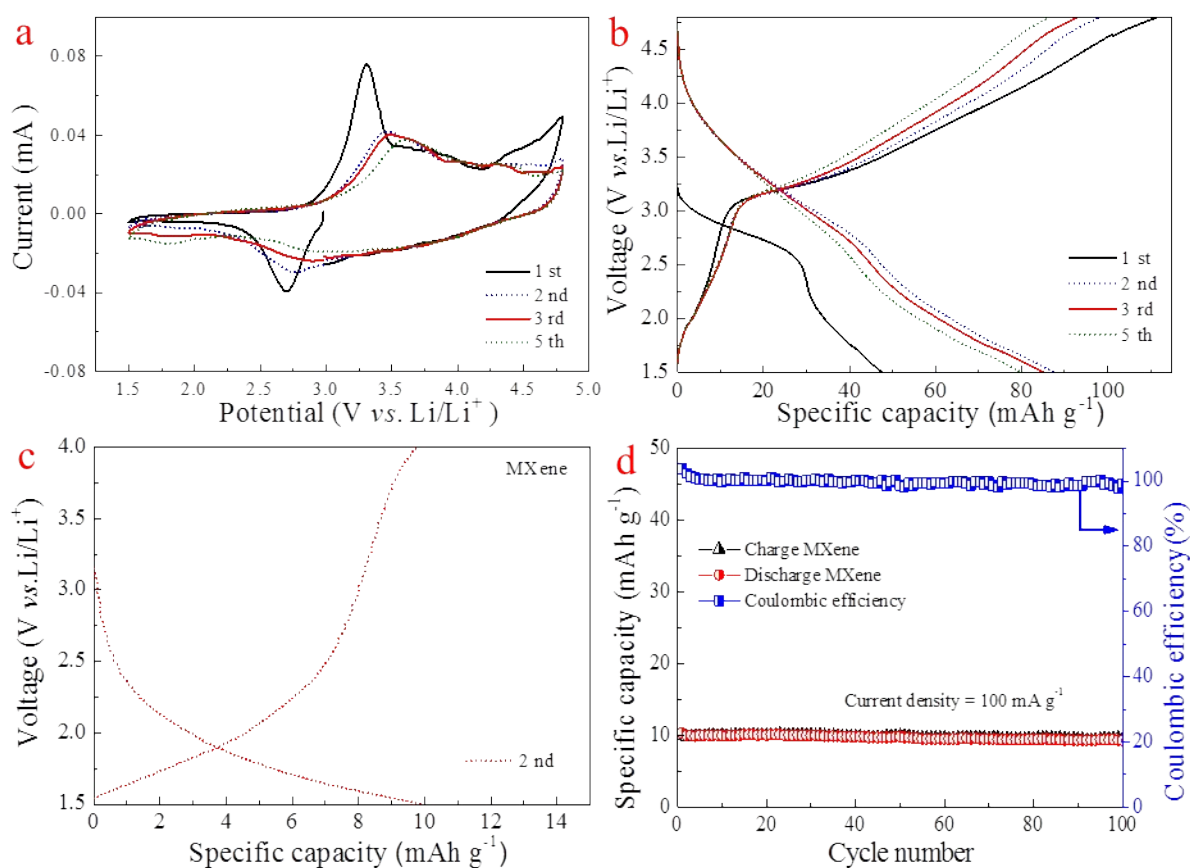 a
Current (mA)
0.08
0.04
0.00
-0.04
-0.08
1 st
2 nd
3 rd
5 th
1.5 2.0 2.5 3.0 3.5 4.0 4.5 5.0
Potential (V vs. Li/Li+)
b
Voltage (V vs.Li/Li+)
4.5
4.0
3.5
3.0
2.5
2.0
1.5
1 st
2 nd
3 rd
5 th
0 20 40 60 80 100
Specific capacity (mAh g-1)
c
Voltage (V vs.Li/Li+)
4.0
3.5
3.0
2.5
2.0
1.5
MXene
2 nd
0 2 4 6 8 10 12 14
Specific capacity (mAh g-1)
d
Specific capacity (mAh g-1)
50
40
30
20
10
0
Charge MXene
Discharge MXene
Coulombic efficiency
Current density = 100 mA g-1
100
80
60
40
20
0
Coulombic efficiency (%)
0 20 40 60 80 100
Cycle number